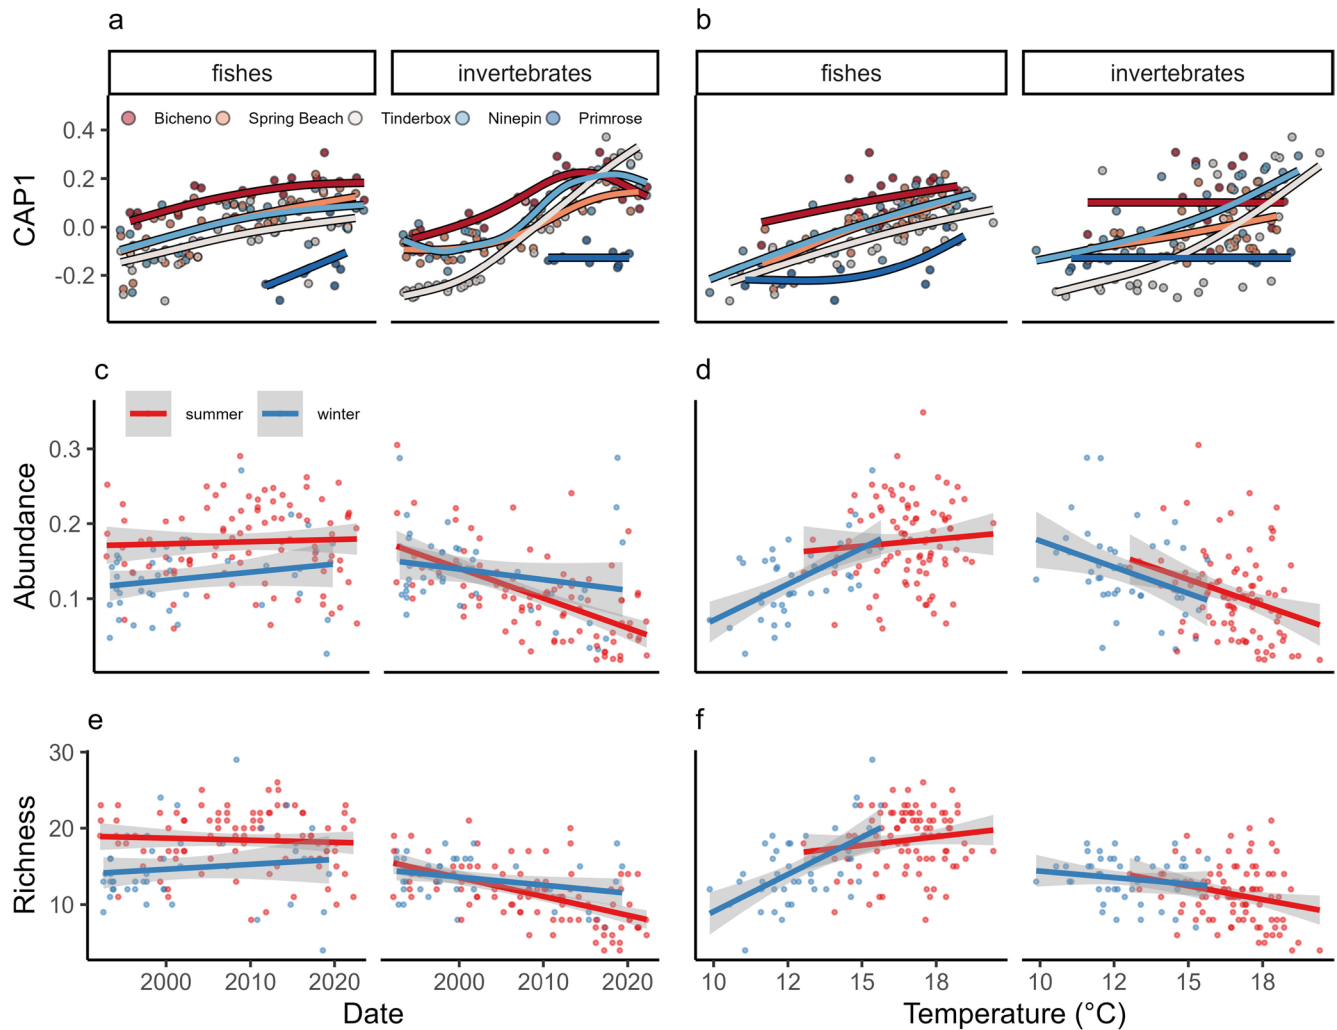 a
b
fishes
invertebrates
fishes
invertebrates
CAP1
0.4
0.2
0.0
−0.2
Bicheno
Spring Beach
Tinderbox
Ninepin
Primrose
c
d
Abundance
0.3
0.2
0.1
summer
winter
e
f
Richness
30
20
10
2000 2010 2020
2000 2010 2020
10 12 15 18
10 12 15 18
Date
Temperature (°C)